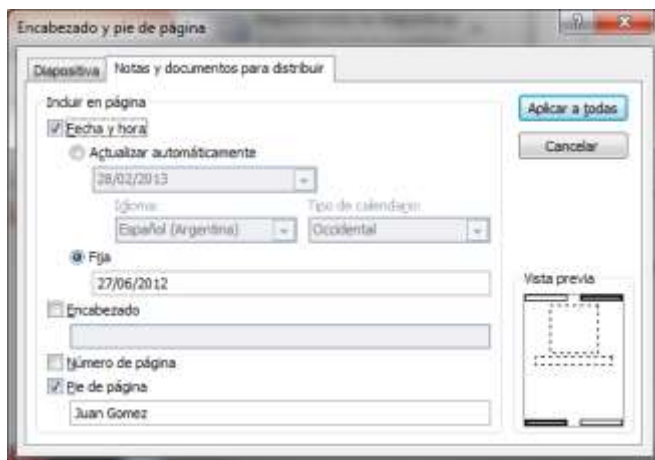 Encabezado y pie de página
Diapositiva
Notas y documentos para distribuir
Incluir en página
Fecha y hora
Actualizar automáticamente
28/02/2013
Idioma:
Tipo de calendario:
Español (Argentina)
Occidental
Fija
27/06/2012
Encabezado
Número de página
Pie de página
Juan Gomez
Aplicar a todas
Cancelar
Vista previa